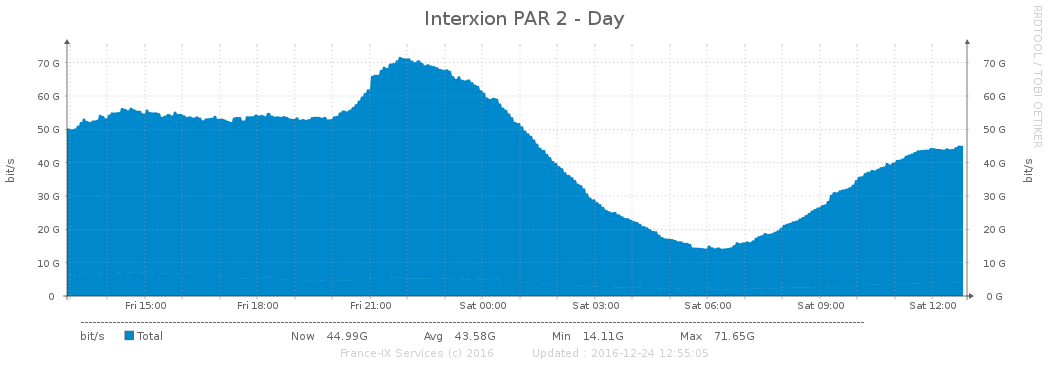 Interxion PAR 2 - Day
RRDTOOL / TOBI OETIKER
bit/s
70 G 70 G
60 G 60 G
50 G 50 G
40 G 40 G
30 G 30 G
20 G 20 G
10 G 10 G
0 0 G
bit/s
Fri 15:00 Fri 18:00 Fri 21:00 Sat 00:00 Sat 03:00 Sat 06:00 Sat 09:00 Sat 12:00
bit/s Total Now 44.99G Avg 43.58G Min 14.11G Max 71.65G
France-IX Services (c) 2016 Updated : 2016-12-24 12:55:05